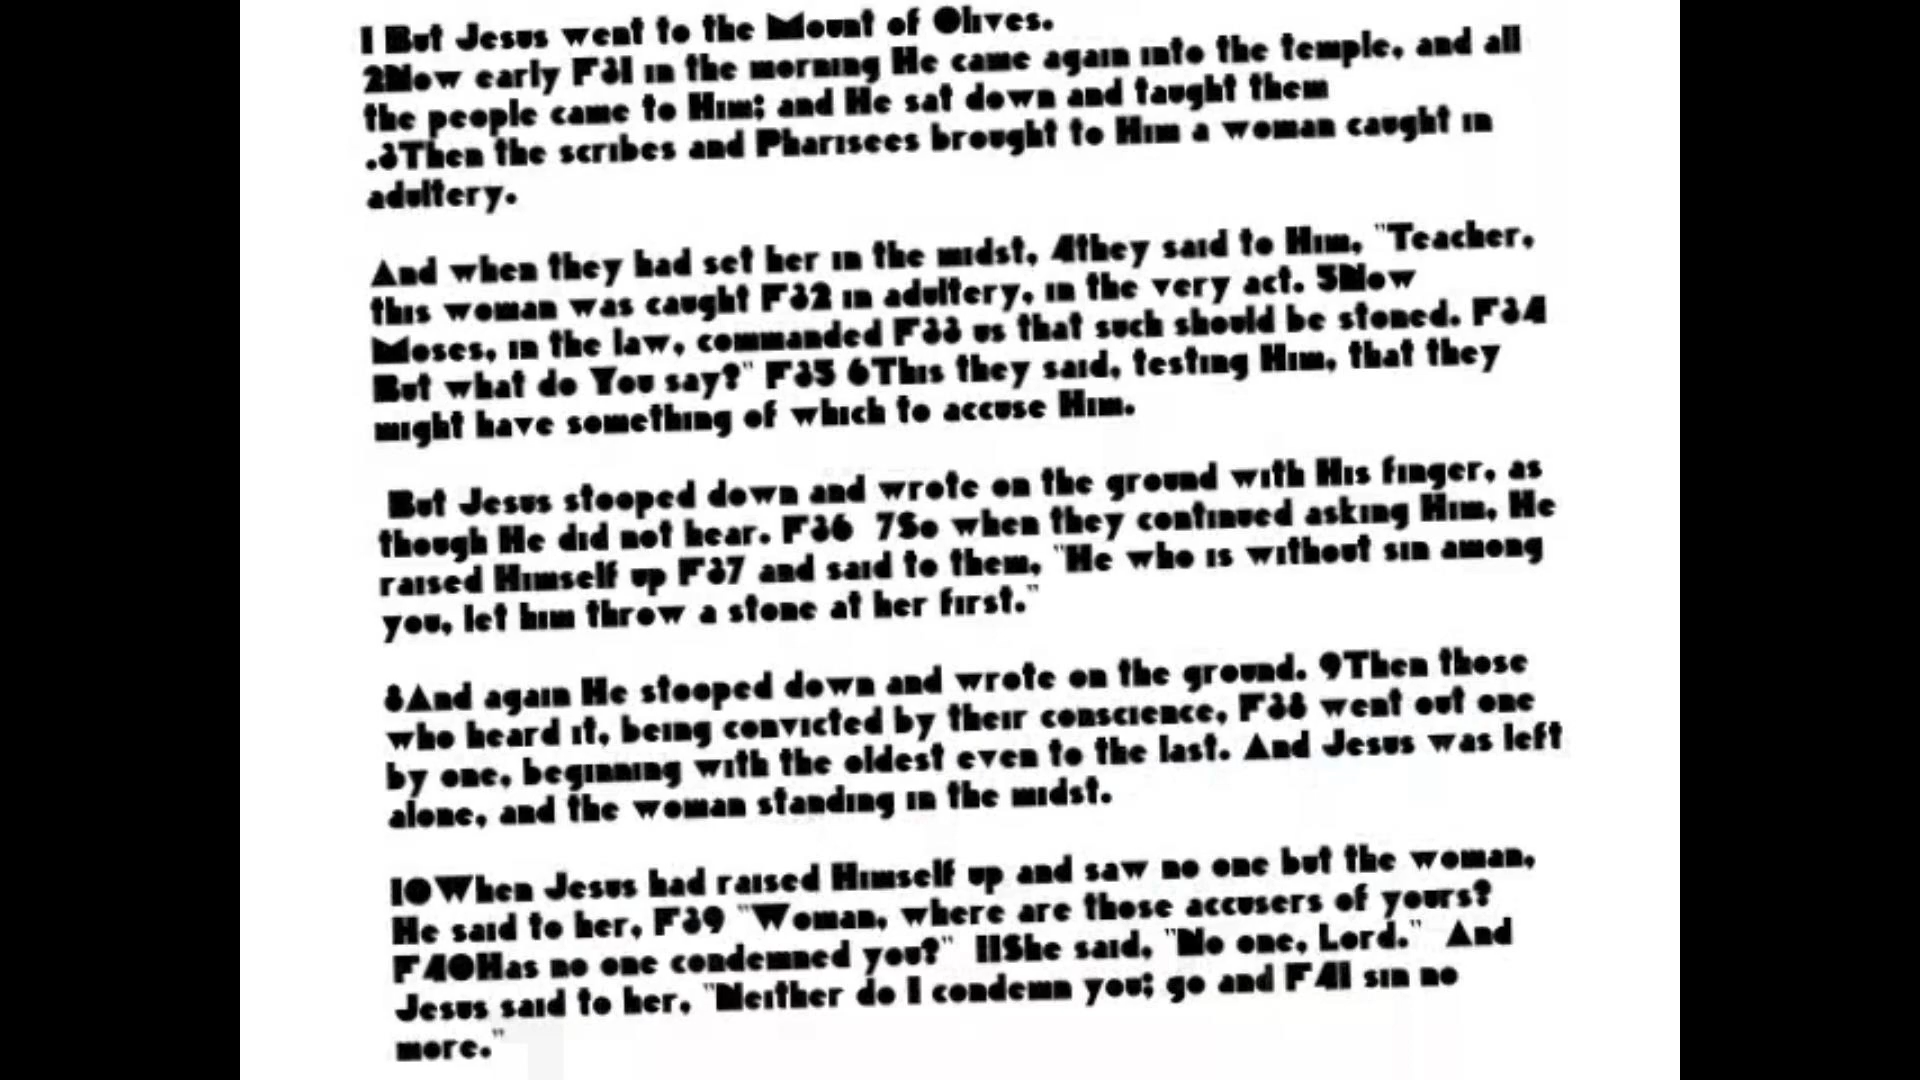 1 But Jesus went to the Mount of Olives.
2Now early F31 in the morning He came again into the temple, and all
the people came to Him; and He sat down and taught them
.3Then the scribes and Pharisees brought to Him a woman caught in
adultery.
And when they had set her in the midst, 4they said to Him, "Teacher,
this woman was caught F32 in adultery, in the very act. 5Now
Moses, in the law, commanded F33 us that such should be stoned. F34
But what do You say?" F35 6This they said, testing Him, that they
might have something of which to accuse Him.
But Jesus stooped down and wrote on the ground with His finger, as
though He did not hear. F36 7So when they continued asking Him, He
raised Himself up F37 and said to them, "He who is without sin among
you, let him throw a stone at her first."
8And again He stooped down and wrote on the ground. 9Then those
who heard it, being convicted by their conscience, F38 went out one
by one, beginning with the oldest even to the last. And Jesus was left
alone, and the woman standing in the midst.
10When Jesus had raised Himself up and saw no one but the woman,
He said to her, F39 "Woman, where are those accusers of yours?
F40Has no one condemned you?" 11She said, "No one, Lord." And
Jesus said to her, "Neither do I condemn you; go and F41 sin no
more."